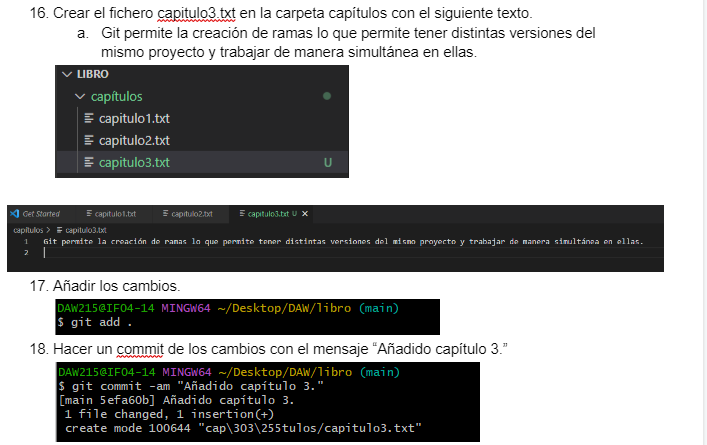 16. Crear el fichero capitulo3.txt en la carpeta capítulos con el siguiente texto.
a. Git permite la creación de ramas lo que permite tener distintas versiones del
mismo proyecto y trabajar de manera simultánea en ellas.
LIBRO
capítulos
capitulo1.txt
capitulo2.txt
capitulo3.txt U
Get Started capitulo1.txt capitulo2.txt capitulo3.txt U
capítulos > capitulo3.txt
1 Git permite la creación de ramas lo que permite tener distintas versiones del mismo proyecto y trabajar de manera simultánea en ellas.
2
17. Añadir los cambios.
DAW215@IF04-14 MINGW64 ~/Desktop/DAW/libro (main)
$ git add .
18. Hacer un commit de los cambios con el mensaje “Añadido capítulo 3.”
DAW215@IF04-14 MINGW64 ~/Desktop/DAW/libro (main)
$ git commit -am "Añadido capítulo 3."
[main 5efa60b] Añadido capítulo 3.
1 file changed, 1 insertion(+)
create mode 100644 "cap\303\255tulos/capitulo3.txt"